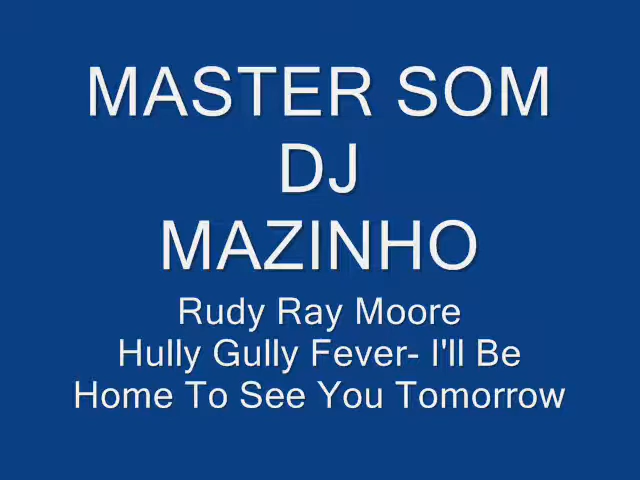 MASTER SOM
DJ
MAZINHO
Rudy Ray Moore
Hully Gully Fever- I'll Be
Home To See You Tomorrow